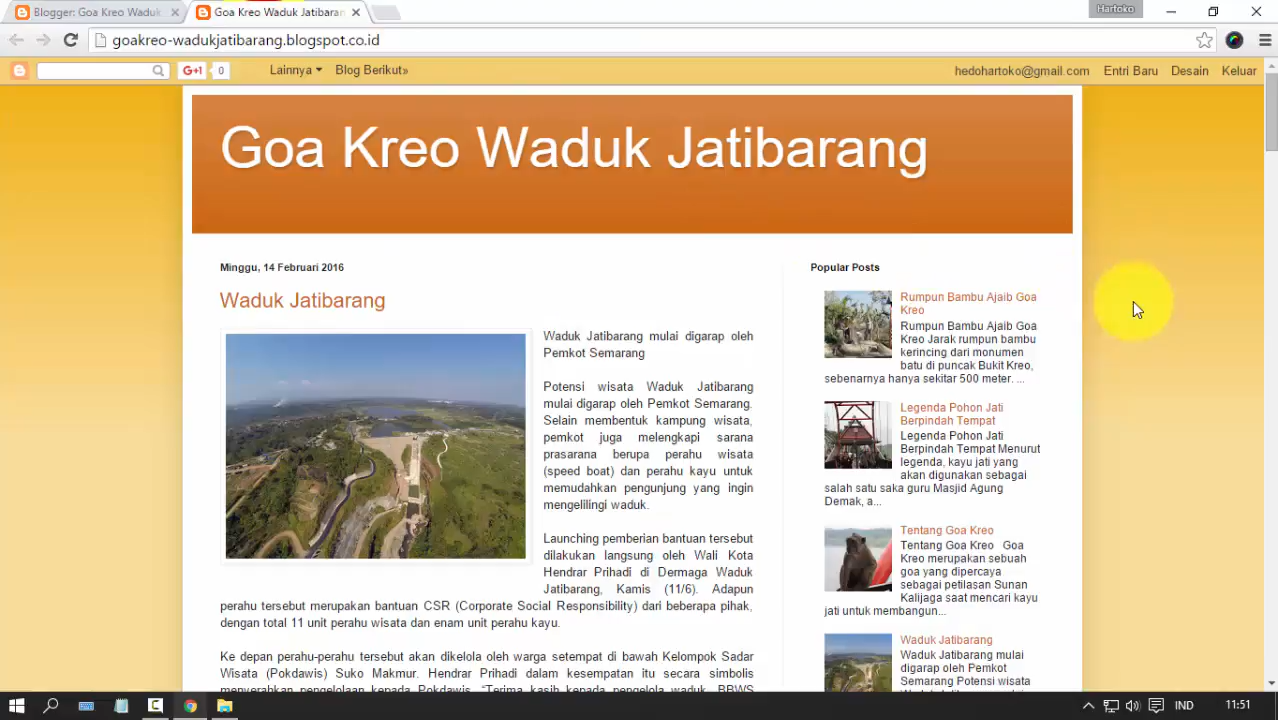 Blogger: Goa Kreo Waduk
Goa Kreo Waduk Jatibaran
Hartoko
goakreo-wadukjatibarang.blogspot.co.id
G+1 0
Lainnya
Blog Berikut»
hedohartoko@gmail.com
Entri Baru
Desain
Keluar
Goa Kreo Waduk Jatibarang
Minggu, 14 Februari 2016
Waduk Jatibarang
Waduk Jatibarang mulai digarap oleh
Pemkot Semarang
Potensi wisata Waduk Jatibarang
mulai digarap oleh Pemkot Semarang.
Selain membentuk kampung wisata,
pemkot juga melengkapi sarana
prasarana berupa perahu wisata
(speed boat) dan perahu kayu untuk
memudahkan pengunjung yang ingin
mengelilingi waduk.
Launching pemberian bantuan tersebut
dilakukan langsung oleh Wali Kota
Hendrar Prihadi di Dermaga Waduk
Jatibarang, Kamis (11/6). Adapun
perahu tersebut merupakan bantuan CSR (Corporate Social Responsibility) dari beberapa pihak,
dengan total 11 unit perahu wisata dan enam unit perahu kayu.
Ke depan perahu-perahu tersebut akan dikelola oleh warga setempat di bawah Kelompok Sadar
Wisata (Pokdawis) Suko Makmur. Hendrar Prihadi dalam kesempatan itu secara simbolis
menyerahkan pengelolaan kepada Pokdawis. "Terima kasih kepada pengelola waduk, BBWS
Popular Posts
Rumpun Bambu Ajaib Goa
Kreo
Rumpun Bambu Ajaib Goa
Kreo Jarak rumpun bambu
kerincing dari monumen
batu di puncak Bukit Kreo,
sebenarnya hanya sekitar 500 meter. ...
Legenda Pohon Jati
Berpindah Tempat
Legenda Pohon Jati
Berpindah Tempat Menurut
legenda, kayu jati yang
akan digunakan sebagai
salah satu saka guru Masjid Agung
Demak, a...
Tentang Goa Kreo
Tentang Goa Kreo Goa
Kreo merupakan sebuah
goa yang dipercaya
sebagai petilasan Sunan
Kalijaga saat mencari kayu
jati untuk membangun...
Waduk Jatibarang
Waduk Jatibarang mulai
digarap oleh Pemkot
Semarang Potensi wisata
IND
11:51